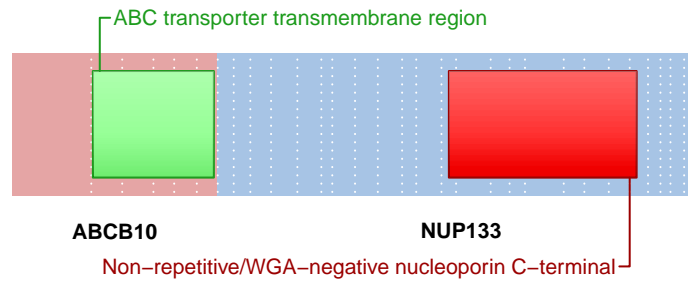 ABC transporter transmembrane region
ABCB10 NUP133
Non−repetitive/WGA−negative nucleoporin C−terminal